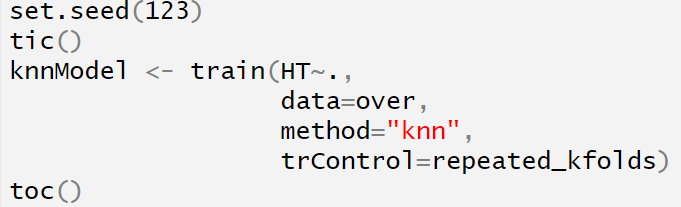 set.seed(123)
tic()
knnModel <- train(HT~.,
data=over,
method="knn",
trControl=repeated_kfolds)
toc()